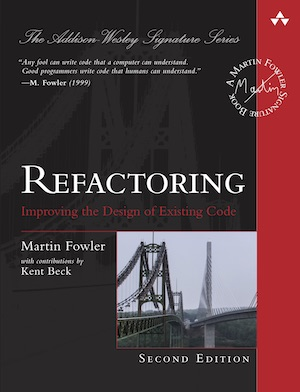 The Addison Wesley Signature Series
"Any fool can write code that a computer can understand.
Good programmers write code that humans can understand."
—M. Fowler (1999)
A MARTIN FOWLER SIGNATURE BOOK
Martin
REFACTORING
Improving the Design of Existing Code
Martin Fowler
with contributions by
Kent Beck
SECOND EDITION